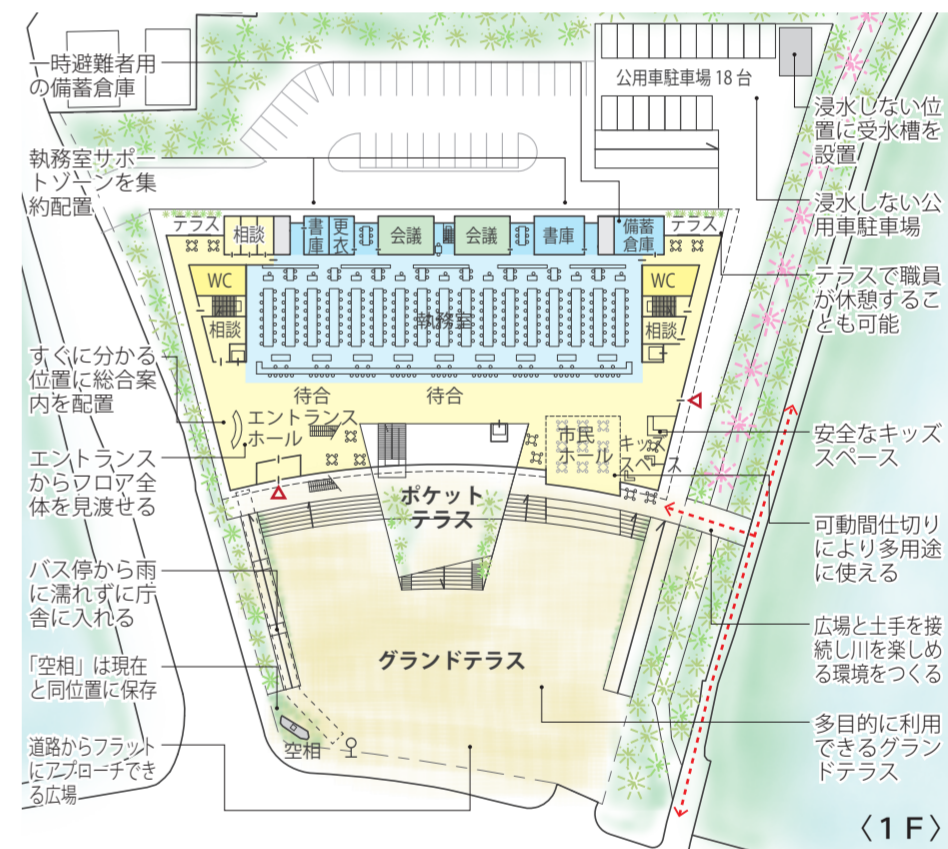 一時避難者用
の備蓄倉庫
執務室サポー
トゾーンを集
約配置
すぐに分かる
位置に総合案
内を配置
エントランス
からフロア全
体を見渡せる
バス停から雨
に濡れずに庁
舎に入れる
「空相」は現在
と同位置に保存
道路からフラット
にアプローチでき
る広場
公用車駐車場 18 台
テラス
相談
書庫
更衣
会議
会議
書庫
備蓄
倉庫
テラス
WC
WC
相談
執務室
相談
待合
待合
エントランス
ホール
市民
ホール
キッズ
スペース
ポケット
テラス
グランドテラス
空相
浸水しない位
置に受水槽を
設置
浸水しない公
用車駐車場
テラスで職員
が休憩するこ
とも可能
安全なキッズ
スペース
可動間仕切り
により多用途
に使える
広場と土手を接
続し川を楽しめ
る環境をつくる
多目的に利用
できるグラン
ドテラス
〈1 F〉